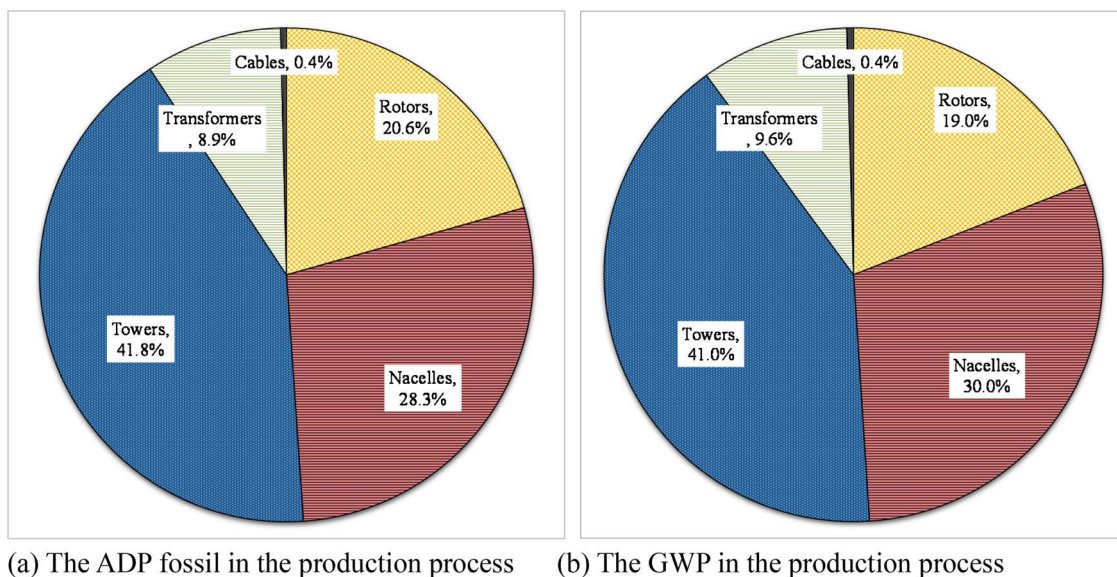 Cables, 0.4%
Rotors,
20.6%
Transformers
, 8.9%
Towers,
41.8%
Nacelles,
28.3%
(a) The ADP fossil in the production process
Cables, 0.4%
Rotors,
19.0%
Transformers
, 9.6%
Towers,
41.0%
Nacelles,
30.0%
(b) The GWP in the production process